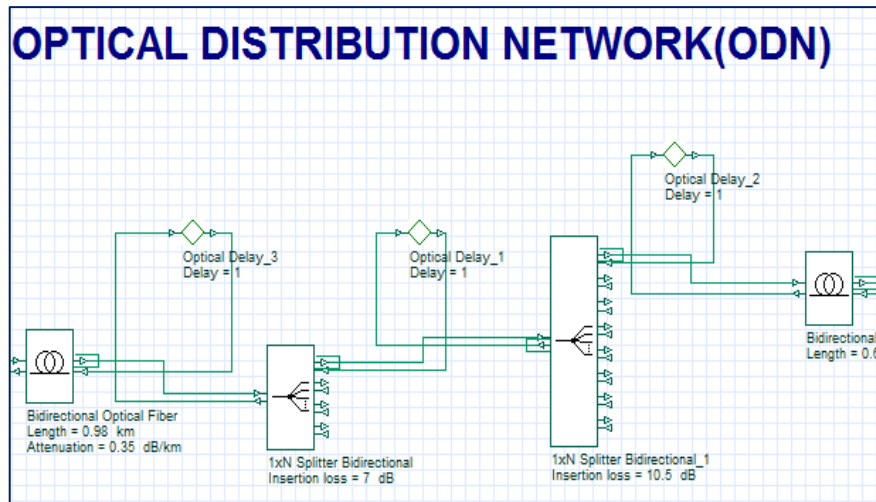 OPTICAL DISTRIBUTION NETWORK(ODN)
Optical Delay_2
Delay = 1
Optical Delay_3
Delay = 1
Optical Delay_1
Delay = 1
Bidirectional
Length = 0.6
Bidirectional Optical Fiber
Length = 0.98 km
Attenuation = 0.35 dB/km
1xN Splitter Bidirectional
Insertion loss = 7 dB
1xN Splitter Bidirectional_1
Insertion loss = 10.5 dB